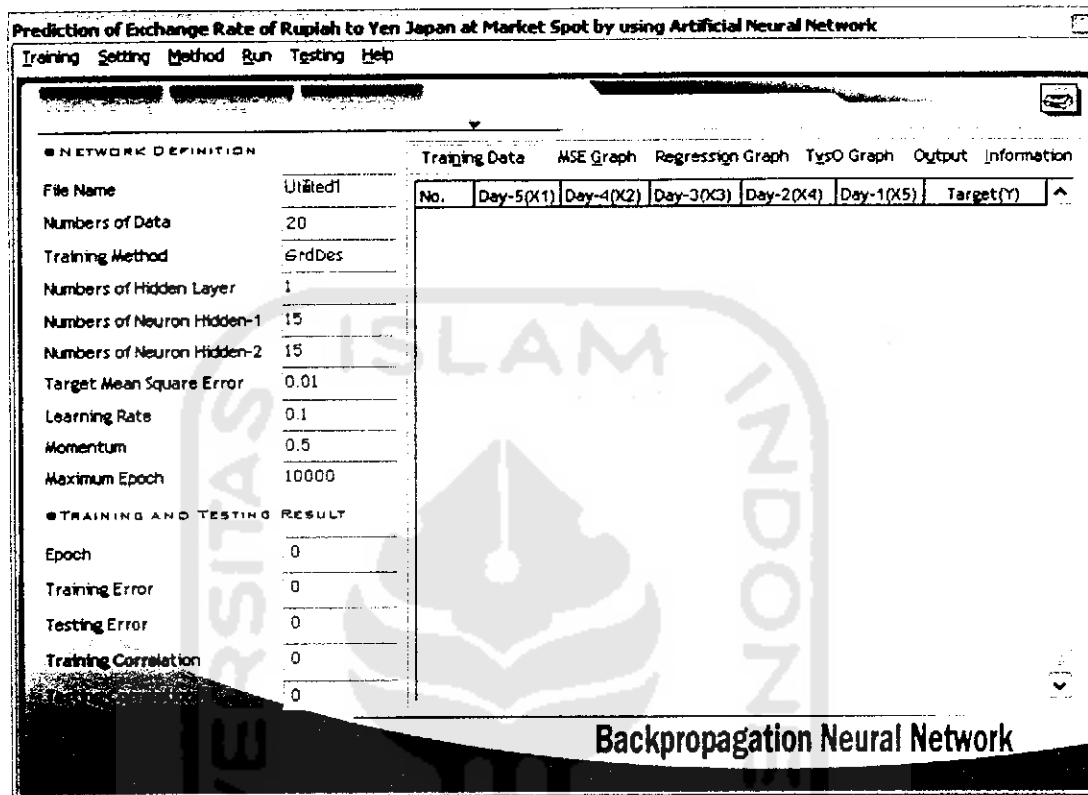 Prediction of Exchange Rate of Rupiah to Yen Japan at Market Spot by using Artificial Neural Network
Training Setting Method Run Testing Help
NETWORK DEFINITION
File Name
Numbers of Data 20
Training Method GrdDes
Numbers of Hidden Layer 1
Numbers of Neuron Hidden-1 15
Numbers of Neuron Hidden-2 15
Target Mean Square Error 0.01
Learning Rate 0.1
Momentum 0.5
Maximum Epoch 10000
TRAINING AND TESTING RESULT
Epoch 0
Training Error 0
Testing Error 0
Training Correlation 0
0
Training Data MSE Graph Regression Graph TvsO Graph Output Information
No. Day-5(X1) Day-4(X2) Day-3(X3) Day-2(X4) Day-1(X5) Target(Y)
ISLAM
Backpropagation Neural Network